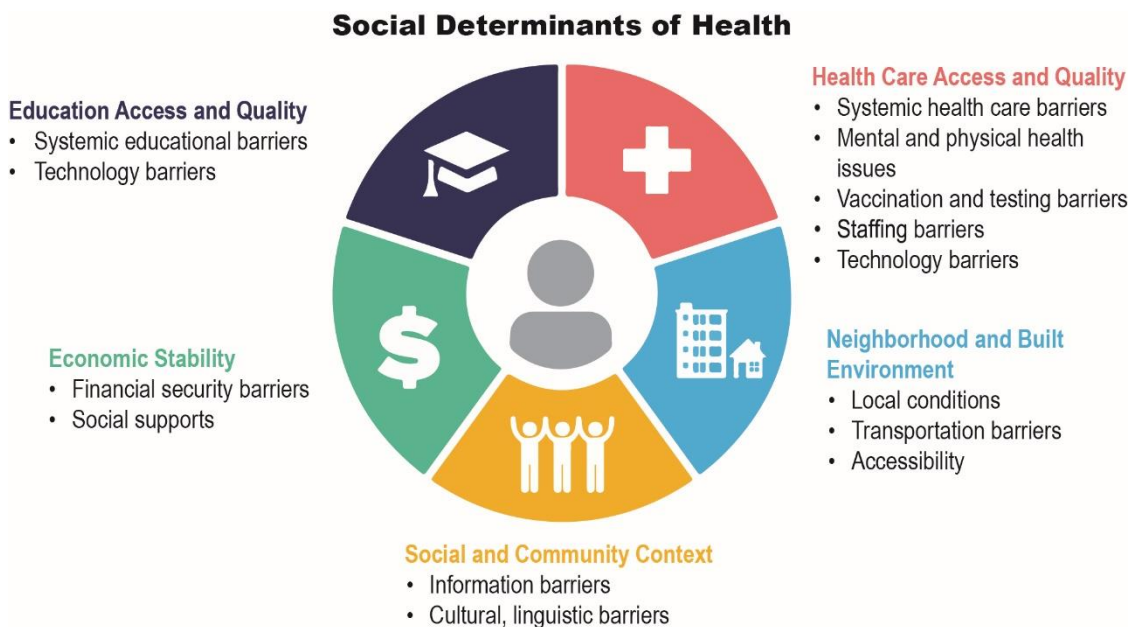 Social Determinants of Health
Education Access and Quality
• Systemic educational barriers
• Technology barriers
Health Care Access and Quality
• Systemic health care barriers
• Mental and physical health
issues
• Vaccination and testing barriers
• Staffing barriers
• Technology barriers
Economic Stability
• Financial security barriers
• Social supports
$
Neighborhood and Built
Environment
• Local conditions
• Transportation barriers
• Accessibility
Social and Community Context
• Information barriers
• Cultural, linguistic barriers